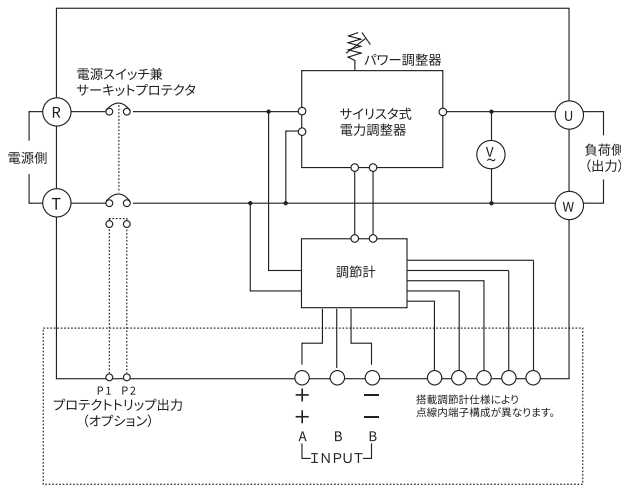 パワー調整器
電源スイッチ兼
サーキットプロテクタ
R
サイリスタ式
電力調整器
U
V
~
電源側
負荷側
(出力)
T
W
調節計
P1 P2
プロテクトトリップ出力
(オプション)
搭載調節計仕様により
点線内端子構成が異なります。
+ −
+ −
A B B
INPUT